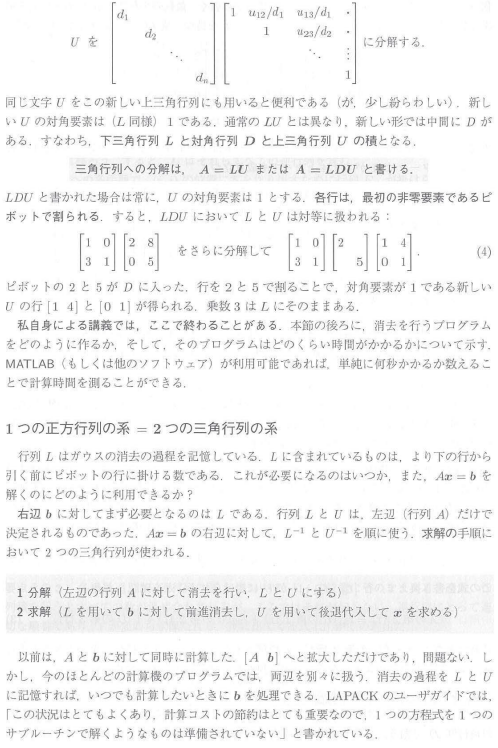 U を [ d₁ d₂ ⋱ dₙ ] [ 1 u₁₂/d₁ u₁₃/d₁ · 1 u₂₃/d₂ · ⋱ ⋮ 1 ] に分解する.
同じ文字 U をこの新しい上三角行列にも用いると便利である（が，少し紛らわしい）. 新し
い U の対角要素は（L 同様）1 である. 通常の LU とは異なり，新しい形では中間に D が
ある. すなわち，下三角行列 L と対角行列 D と上三角行列 U の積となる.
三角行列への分解は， A = LU または A = LDU と書ける.
LDU と書かれた場合は常に，U の対角要素は 1 とする. 各行は，最初の非零要素であるピ
ボットで割られる. すると，LDU において L と U は対等に扱われる：
[ 1 0 3 1 ] [ 2 8 0 5 ] をさらに分解して [ 1 0 3 1 ] [ 2 5 ] [ 1 4 0 1 ] . (4)
ピボットの 2 と 5 が D に入った. 行を 2 と 5 で割ることで，対角要素が 1 である新しい
U の行 [1 4] と [0 1] が得られる. 乗数 3 は L にそのままある.
私自身による講義では，ここで終わることがある. 本節の後ろに，消去を行うプログラム
をどのように作るか，そして，そのプログラムはどのくらい時間がかかるかについて示す.
MATLAB（もしくは他のソフトウェア）が利用可能であれば，単純に何秒かかるか数えるこ
とで計算時間を測ることができる.
1 つの正方行列の系 = 2 つの三角行列の系
行列 L はガウスの消去の過程を記憶している. L に含まれているものは，より下の行から
引く前にピボットの行に掛ける数である. これが必要になるのはいつか，また，Ax = b を
解くのにどのように利用できるか？
右辺 b に対してまず必要となるのは L である. 行列 L と U は，左辺（行列 A）だけで
決定されるものであった. Ax = b の右辺に対して，L⁻¹ と U⁻¹ を順に使う. 求解の手順に
おいて 2 つの三角行列が使われる.
1 分解（左辺の行列 A に対して消去を行い，L と U にする）
2 求解（L を用いて b に対して前進消去し，U を用いて後退代入して x を求める）
以前は，A と b に対して同時に計算した. [A b] へと拡大しただけであり，問題ない. し
かし，今のほとんどの計算機のプログラムでは，両辺を別々に扱う. 消去の過程を L と U
に記憶すれば，いつでも計算したいときに b を処理できる. LAPACK のユーザガイドでは，
「この状況はとてもよくあり，計算コストの節約はとても重要なので，1 つの方程式を 1 つの
サブルーチンで解くようなものは準備されていない」と書かれている.